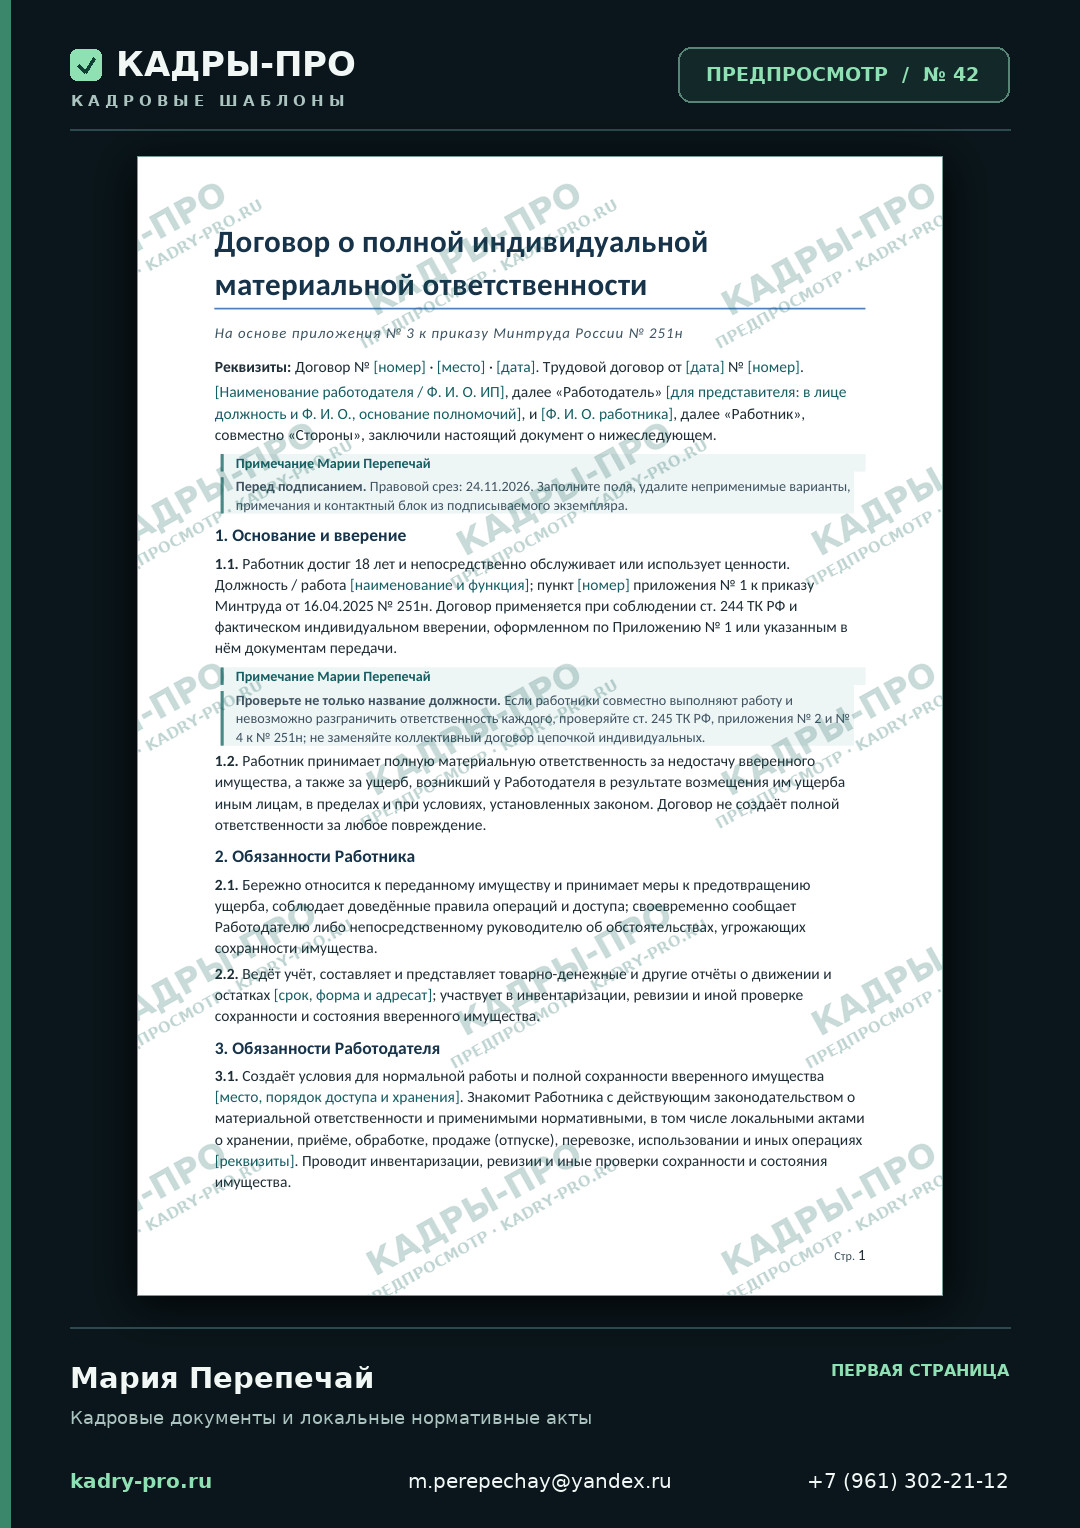 КАДРЫ-ПРО
КАДРОВЫЕ ШАБЛОНЫ
ПРЕДПРОСМОТР / № 42
Договор о полной индивидуальной
материальной ответственности
На основе приложения № 3 к приказу Минтруда России № 251н
Реквизиты: Договор № [номер] · [место] · [дата]. Трудовой договор от [дата] № [номер].
[Наименование работодателя / Ф. И. О. ИП], далее «Работодатель» [для представителя: в лице
должность и Ф. И. О., основание полномочий], и [Ф. И. О. работника], далее «Работник»,
совместно «Стороны», заключили настоящий документ о нижеследующем.
Примечание Марии Перепечай
Перед подписанием. Правовой срез: 24.11.2026. Заполните поля, удалите неприменимые варианты,
примечания и контактный блок из подписываемого экземпляра.
1. Основание и вверение
1.1. Работник достиг 18 лет и непосредственно обслуживает или использует ценности.
Должность / работа [наименование и функция]; пункт [номер] приложения № 1 к приказу
Минтруда от 16.04.2025 № 251н. Договор применяется при соблюдении ст. 244 ТК РФ и
фактическом индивидуальном вверении, оформленном по Приложению № 1 или указанным в
нём документам передачи.
Примечание Марии Перепечай
Проверьте не только название должности. Если работники совместно выполняют работу и
невозможно разграничить ответственность каждого, проверяйте ст. 245 ТК РФ, приложения № 2 и №
4 к № 251н; не заменяйте коллективный договор цепочкой индивидуальных.
1.2. Работник принимает полную материальную ответственность за недостачу вверенного
имущества, а также за ущерб, возникший у Работодателя в результате возмещения им ущерба
иным лицам, в пределах и при условиях, установленных законом. Договор не создаёт полной
ответственности за любое повреждение.
2. Обязанности Работника
2.1. Бережно относится к переданному имуществу и принимает меры к предотвращению
ущерба, соблюдает доведённые правила операций и доступа; своевременно сообщает
Работодателю либо непосредственному руководителю об обстоятельствах, угрожающих
сохранности имущества.
2.2. Ведёт учёт, составляет и представляет товарно-денежные и другие отчёты о движении и
остатках [срок, форма и адресат]; участвует в инвентаризации, ревизии и иной проверке
сохранности и состояния вверенного имущества.
3. Обязанности Работодателя
3.1. Создаёт условия для нормальной работы и полной сохранности вверенного имущества
[место, порядок доступа и хранения]. Знакомит Работника с действующим законодательством о
материальной ответственности и применимыми нормативными, в том числе локальными актами
о хранении, приёме, обработке, продаже (отпуске), перевозке, использовании и иных операциях
[реквизиты]. Проводит инвентаризации, ревизии и иные проверки сохранности и состояния
имущества.
Стр. 1
Мария Перепечай
ПЕРВАЯ СТРАНИЦА
Кадровые документы и локальные нормативные акты
kadry-pro.ru
m.perepechay@yandex.ru
+7 (961) 302-21-12